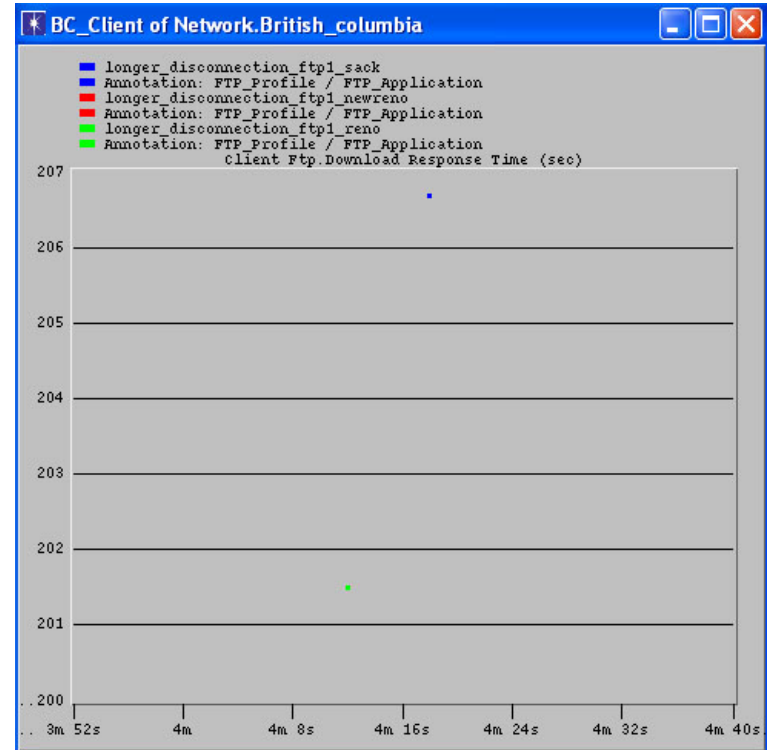 BC_Client of Network.British_columbia
longer_disconnection_ftp1_sack
Annotation: FTP_Profile / FTP_Application
longer_disconnection_ftp1_newreno
Annotation: FTP_Profile / FTP_Application
longer_disconnection_ftp1_reno
Annotation: FTP_Profile / FTP_Application
Client Ftp.Download Response Time (sec)
207
206
205
204
203
202
201
..200
.. 3m 52s 4m 4m 8s 4m 16s 4m 24s 4m 32s 4m 40s.